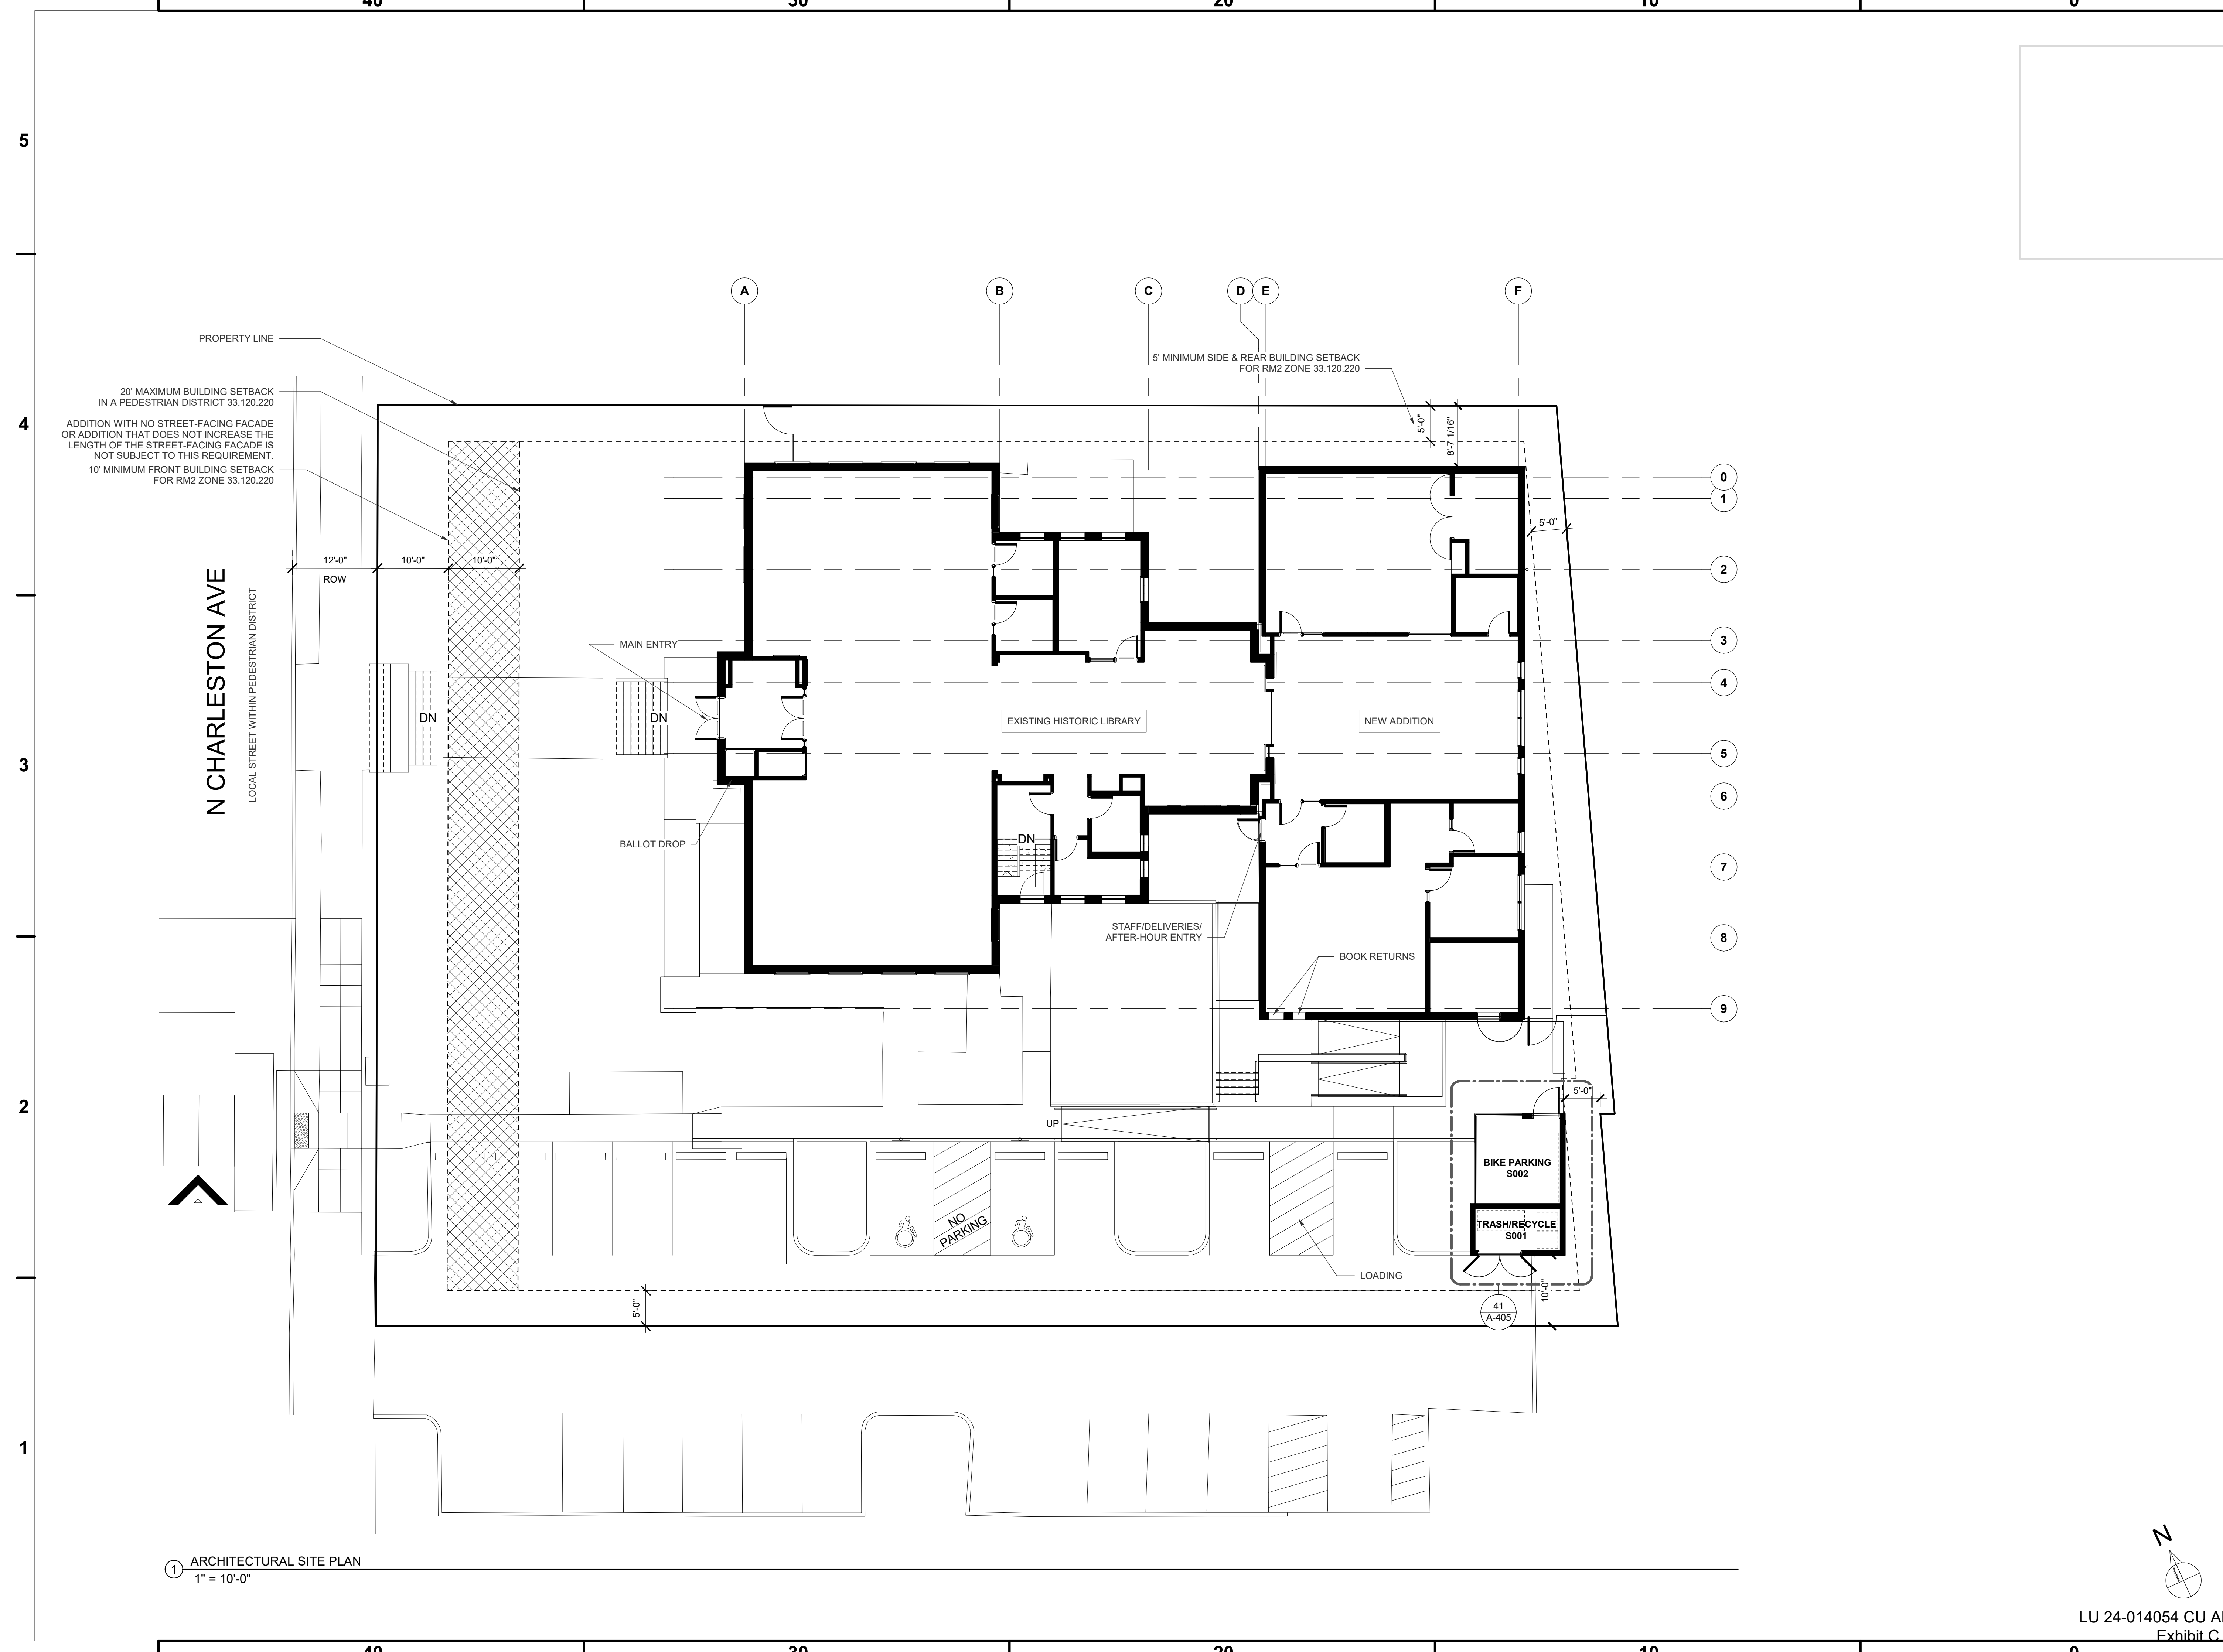 40
30
20
10
0
5
4
3
2
1
A
B
C
D
E
F
PROPERTY LINE
5' MINIMUM SIDE & REAR BUILDING SETBACK
FOR RM2 ZONE 33.120.220
20' MAXIMUM BUILDING SETBACK
IN A PEDESTRIAN DISTRICT 33.120.220
ADDITION WITH NO STREET-FACING FACADE
OR ADDITION THAT DOES NOT INCREASE THE
LENGTH OF THE STREET-FACING FACADE IS
NOT SUBJECT TO THIS REQUIREMENT.
10' MINIMUM FRONT BUILDING SETBACK
FOR RM2 ZONE 33.120.220
5'-0"
8'-7 1/16"
0
1
5'-0"
12'-0"
10'-0"
10'-0"
ROW
2
N CHARLESTON AVE
LOCAL STREET WITHIN PEDESTRIAN DISTRICT
MAIN ENTRY
3
4
DN
DN
EXISTING HISTORIC LIBRARY
NEW ADDITION
5
6
BALLOT DROP
DN
7
STAFF/DELIVERIES/
AFTER-HOUR ENTRY
8
BOOK RETURNS
9
5'-0"
UP
BIKE PARKING
S002
NO
PARKING
TRASH/RECYCLE
S001
LOADING
5'-0"
10'-0"
41
A-405
N
1
ARCHITECTURAL SITE PLAN
1" = 10'-0"
LU 24-014054 CU
Exhibit C.
40
30
20
10
0